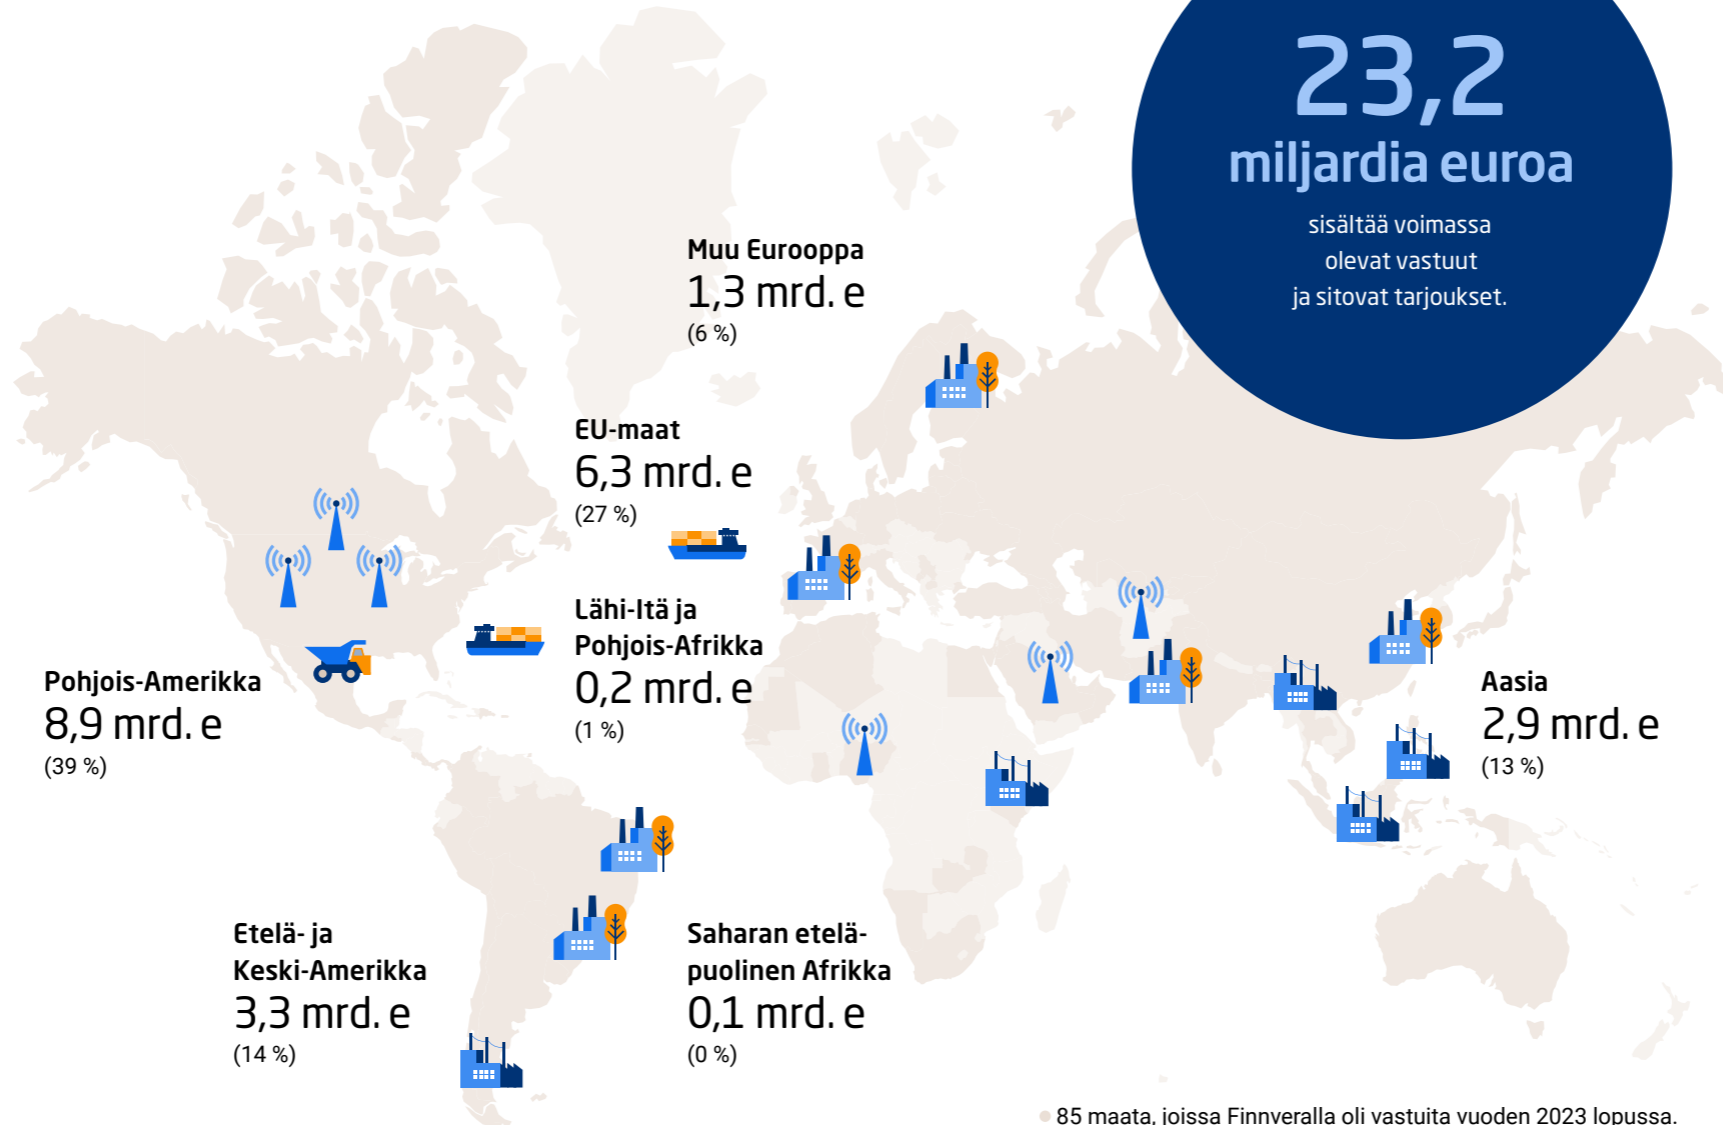 23,2
miljardia euroa
sisältää voimassa
olevat vastuut
ja sitovat tarjoukset.
Muu Eurooppa
1,3 mrd. e
(6 %)
EU-maat
6,3 mrd. e
(27 %)
Lähi-Itä ja
Pohjois-Afrikka
0,2 mrd. e
(1 %)
Pohjois-Amerikka
8,9 mrd. e
(39 %)
Aasia
2,9 mrd. e
(13 %)
Etelä- ja
Keski-Amerikka
3,3 mrd. e
(14 %)
Saharan etelä-
puolinen Afrikka
0,1 mrd. e
(0 %)
85 maata, joissa Finnveralla oli vastuita vuoden 2023 lopussa.